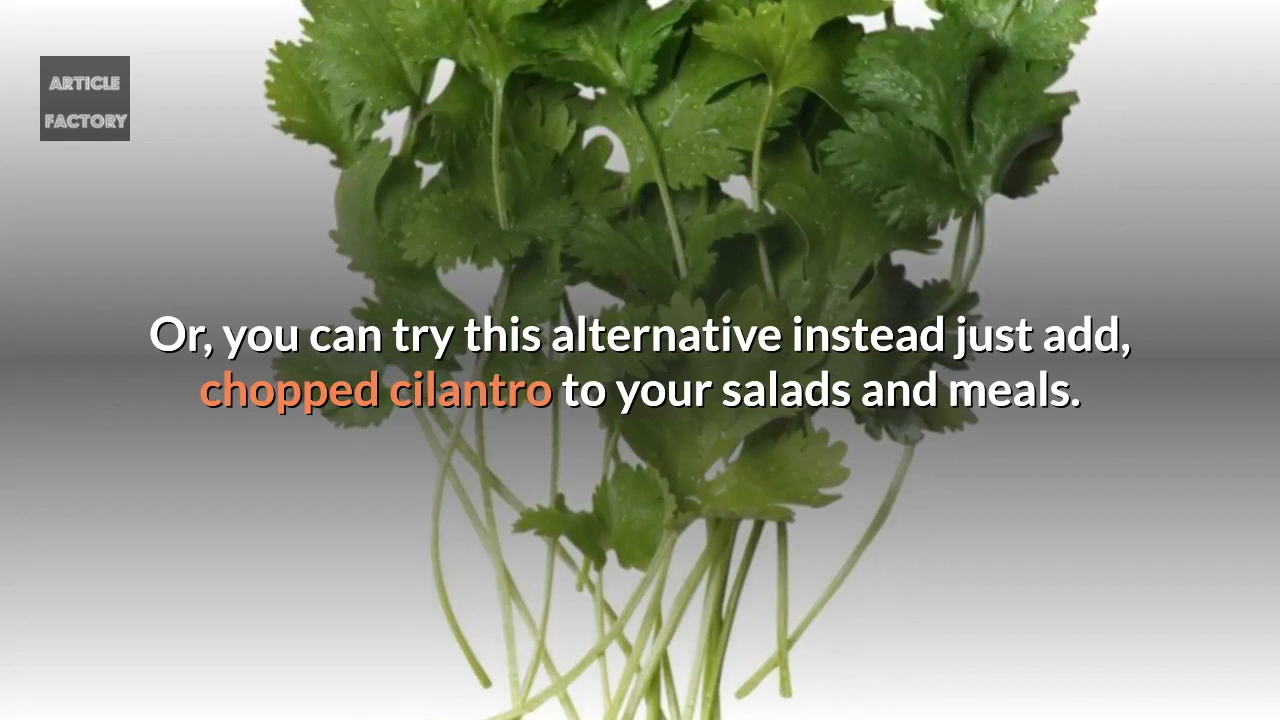 ARTICLE
FACTORY
Or, you can try this alternative instead just add,
chopped cilantro to your salads and meals.